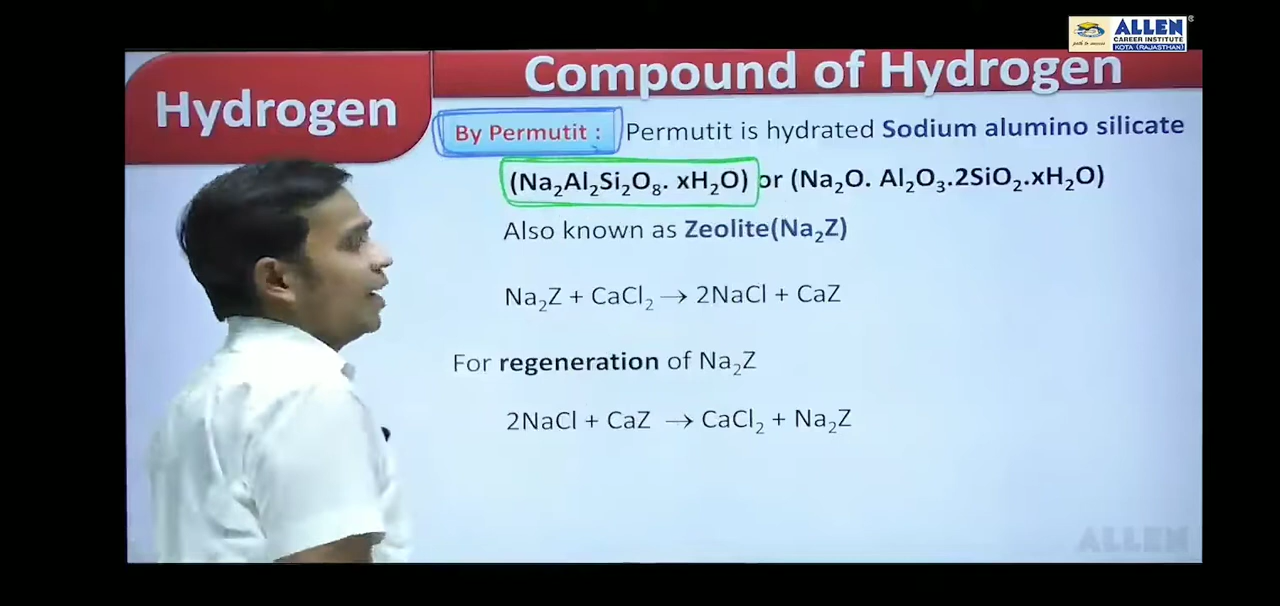 ALLEN
CAREER INSTITUTE
KOTA (RAJASTHAN)
Hydrogen
Compound of Hydrogen
By Permutit : Permutit is hydrated Sodium alumino silicate
(Na₂Al₂Si₂O₈. xH₂O) or (Na₂O. Al₂O₃.2SiO₂.xH₂O)
Also known as Zeolite(Na₂Z)
Na₂Z + CaCl₂ → 2NaCl + CaZ
For regeneration of Na₂Z
2NaCl + CaZ → CaCl₂ + Na₂Z
ALLEN